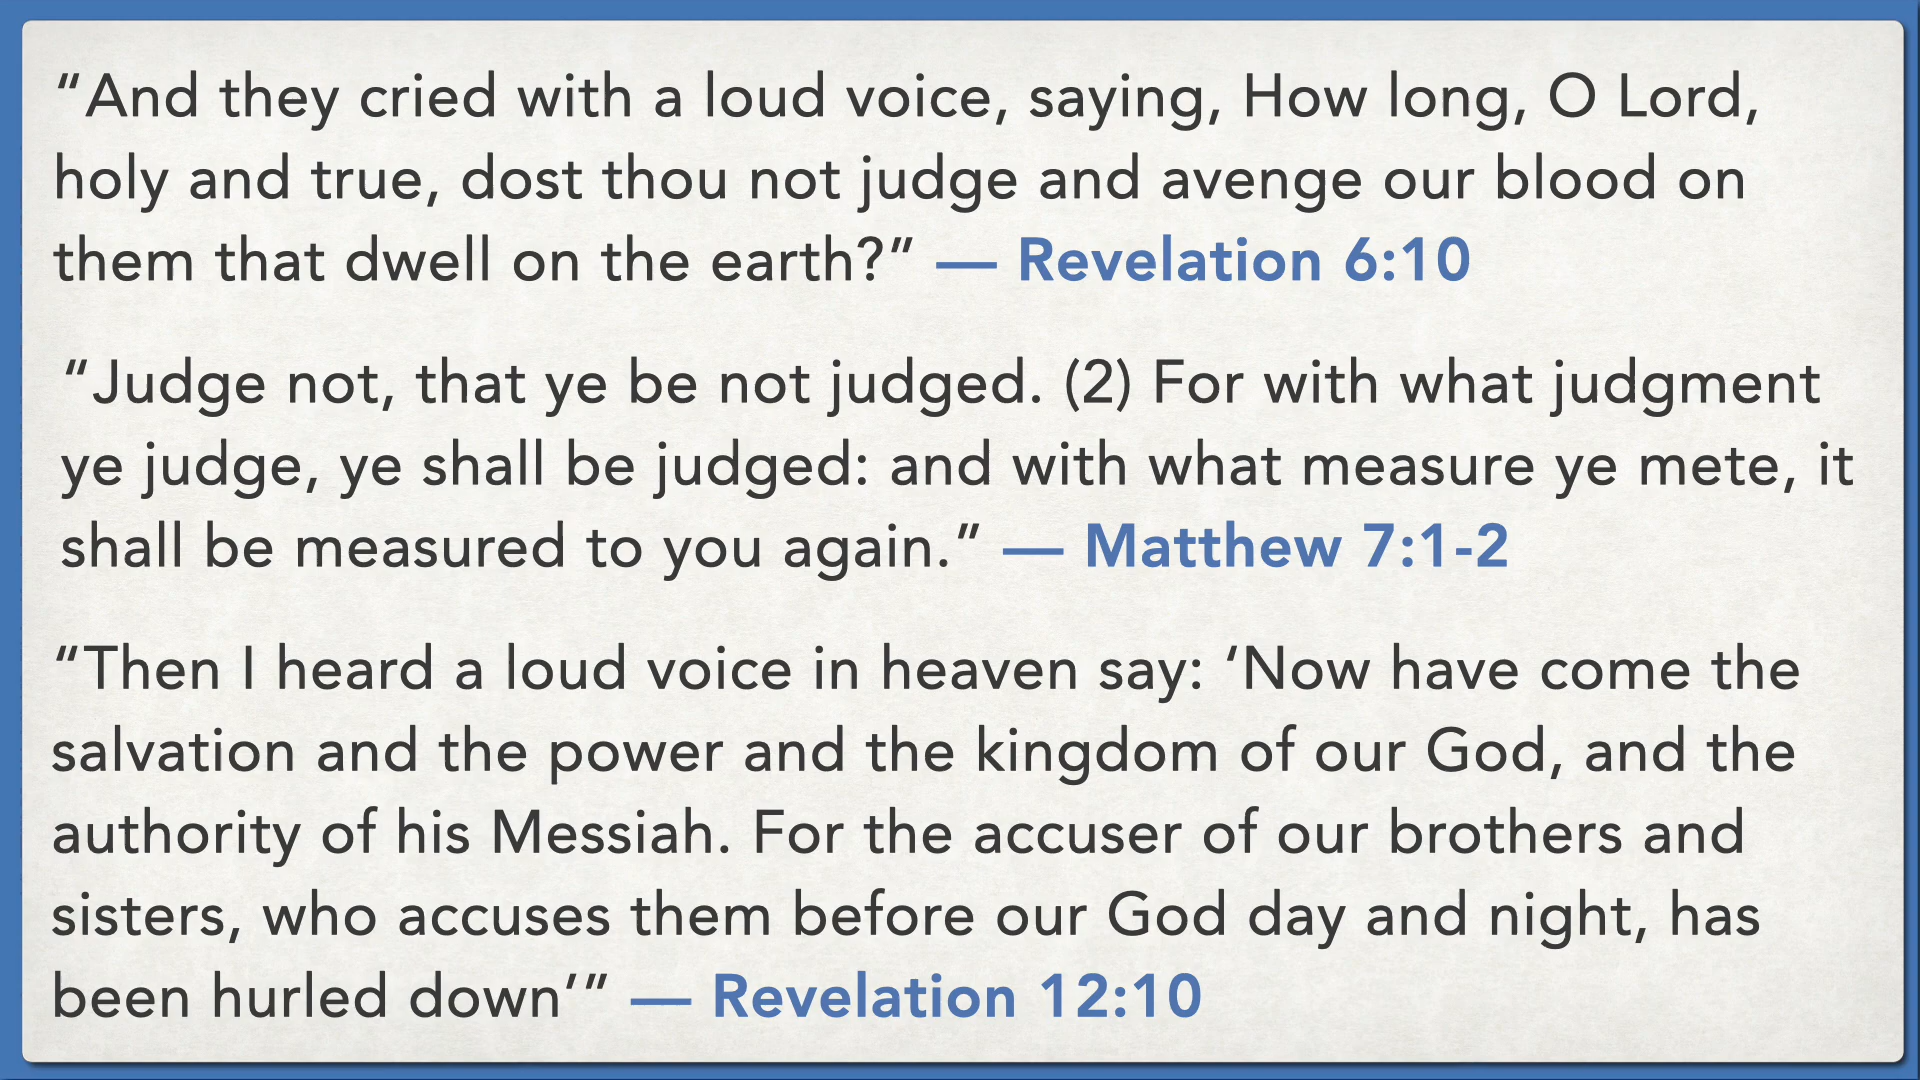 “And they cried with a loud voice, saying, How long, O Lord,
holy and true, dost thou not judge and avenge our blood on
them that dwell on the earth?” — Revelation 6:10
“Judge not, that ye be not judged. (2) For with what judgment
ye judge, ye shall be judged: and with what measure ye mete, it
shall be measured to you again.” — Matthew 7:1-2
“Then I heard a loud voice in heaven say: ‘Now have come the
salvation and the power and the kingdom of our God, and the
authority of his Messiah. For the accuser of our brothers and
sisters, who accuses them before our God day and night, has
been hurled down’” — Revelation 12:10